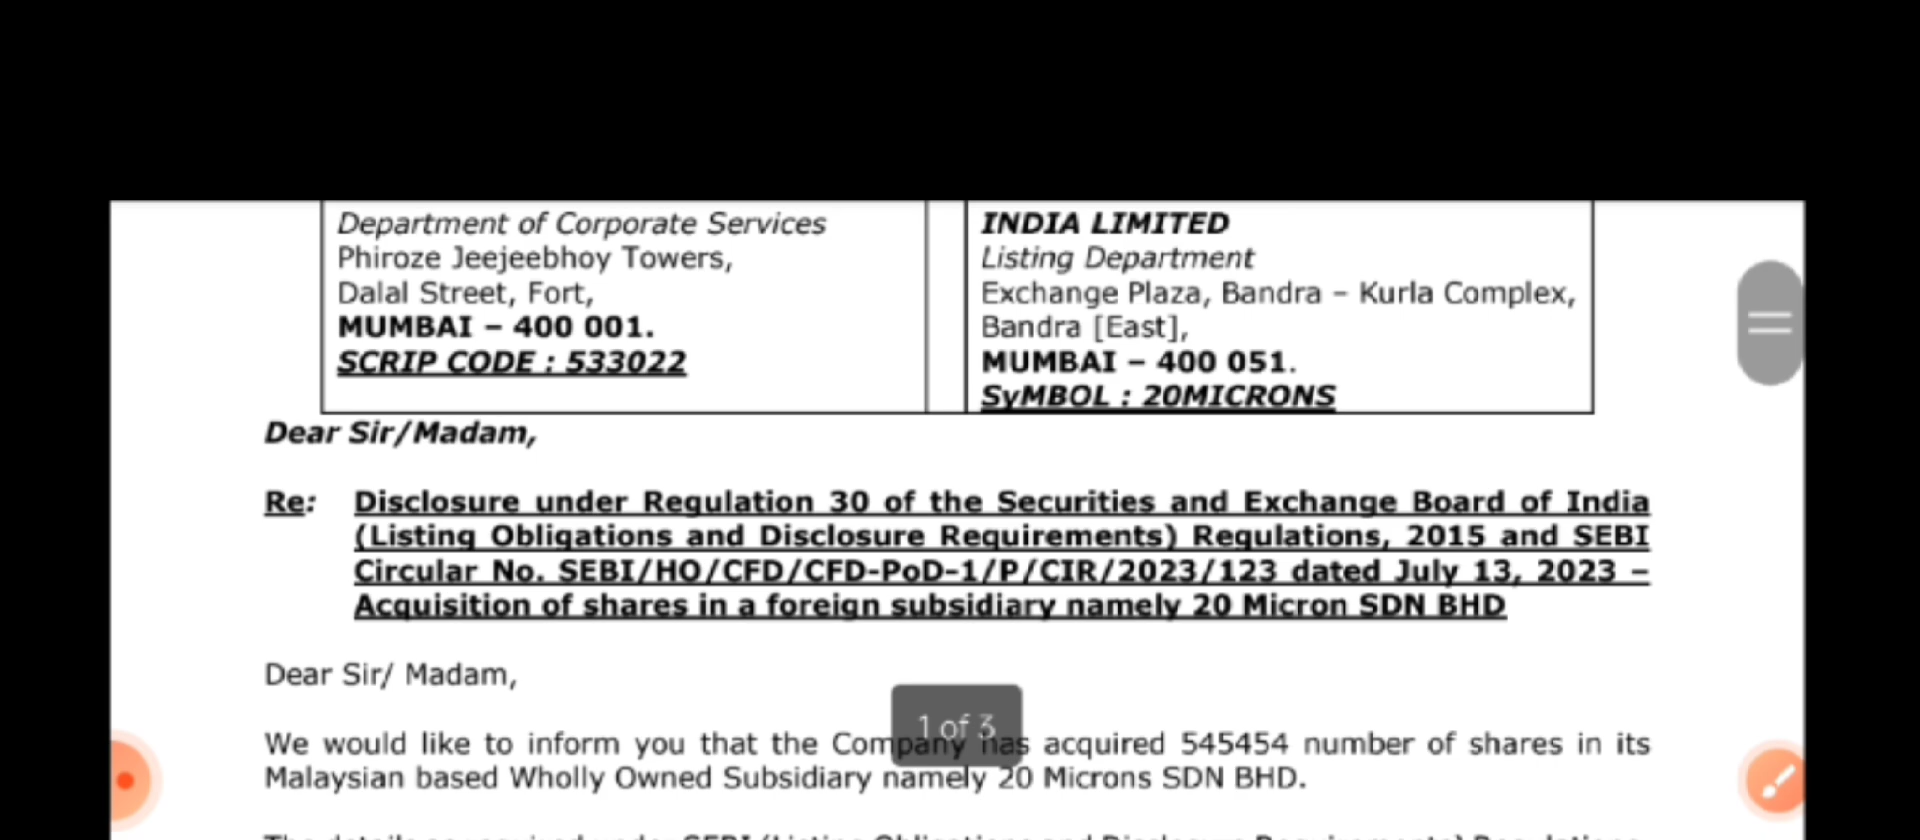 Department of Corporate Services
Phiroze Jeejeebhoy Towers,
Dalal Street, Fort,
MUMBAI – 400 001.
SCRIP CODE : 533022
INDIA LIMITED
Listing Department
Exchange Plaza, Bandra – Kurla Complex,
Bandra [East],
MUMBAI – 400 051.
SyMBOL : 20MICRONS
Dear Sir/Madam,
Re: Disclosure under Regulation 30 of the Securities and Exchange Board of India
(Listing Obligations and Disclosure Requirements) Regulations, 2015 and SEBI
Circular No. SEBI/HO/CFD/CFD-PoD-1/P/CIR/2023/123 dated July 13, 2023 –
Acquisition of shares in a foreign subsidiary namely 20 Micron SDN BHD
Dear Sir/ Madam,
1 of 3
We would like to inform you that the Company has acquired 545454 number of shares in its
Malaysian based Wholly Owned Subsidiary namely 20 Microns SDN BHD.